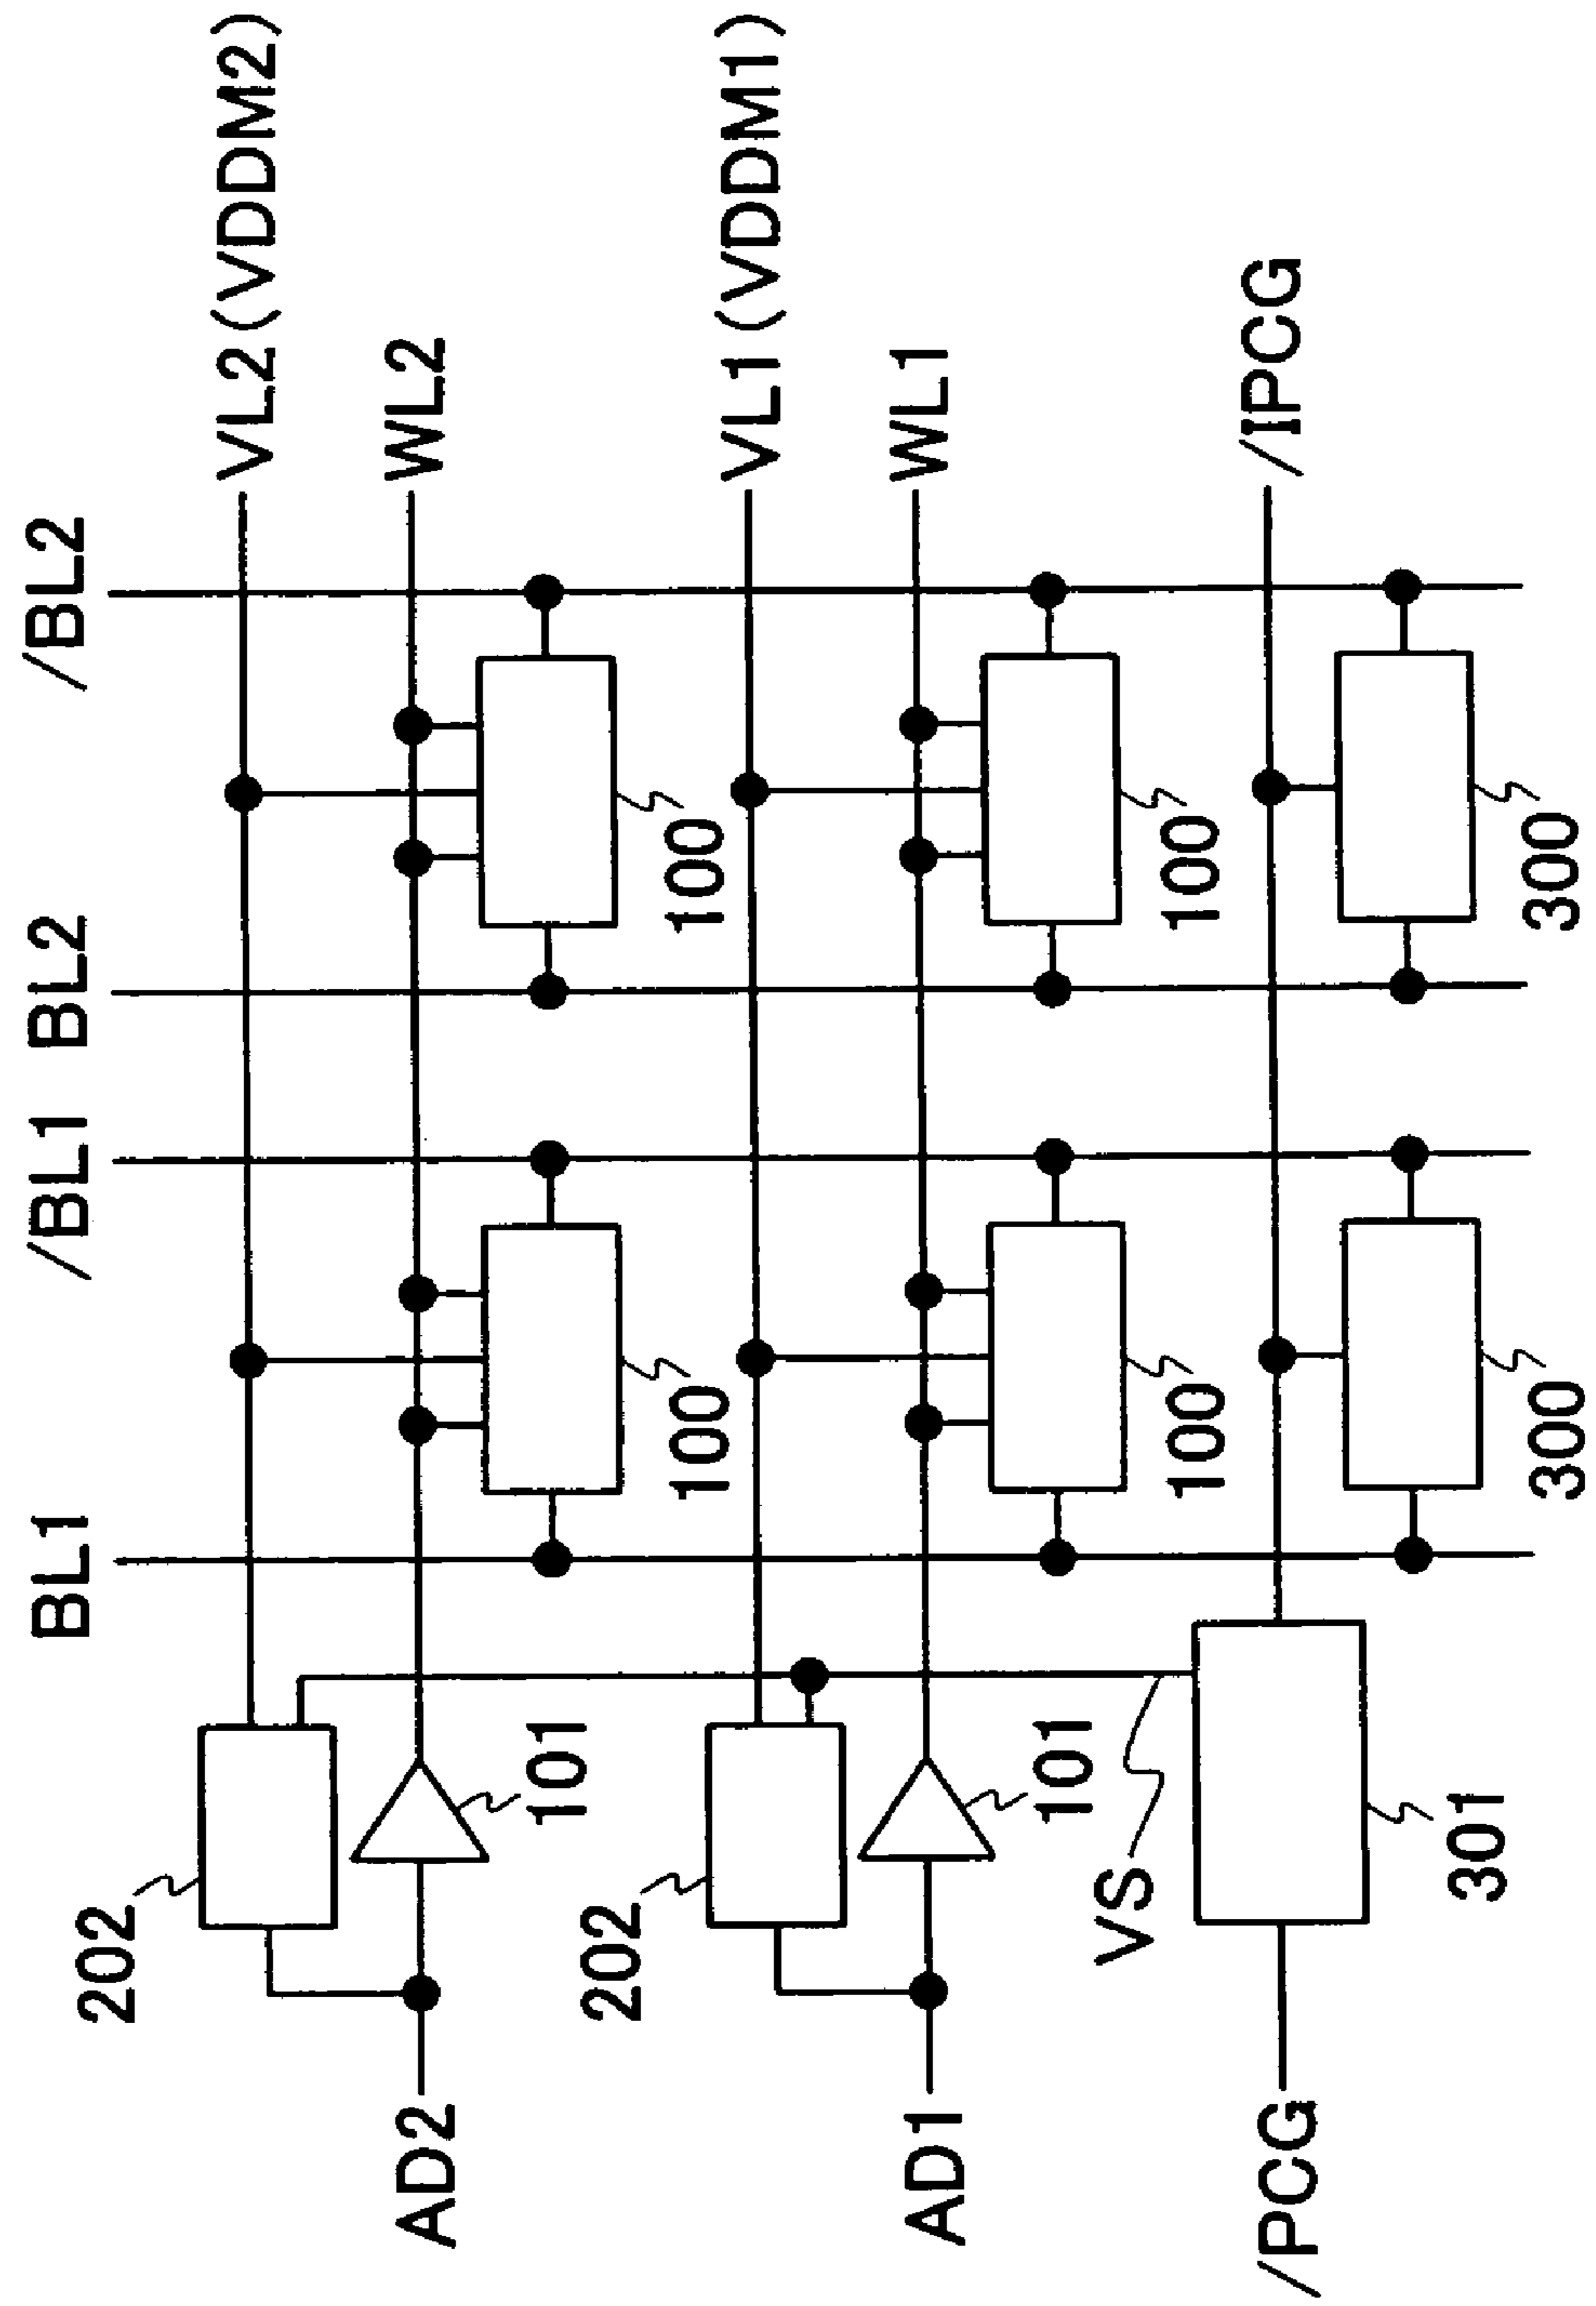 BL1
/BL1
BL2
/BL2
202
VL2(VDDM2)
AD2
101
WL2
100
100
202
VL1(VDDM1)
AD1
101
WL1
100
100
VS
/PCG
301
/IPCG
300
300